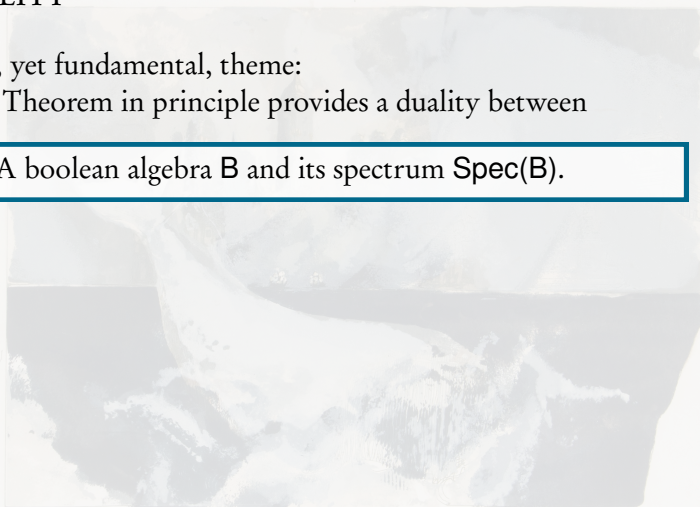 , yet fundamental, theme:
Theorem in principle provides a duality between
A boolean algebra B and its spectrum Spec(B).